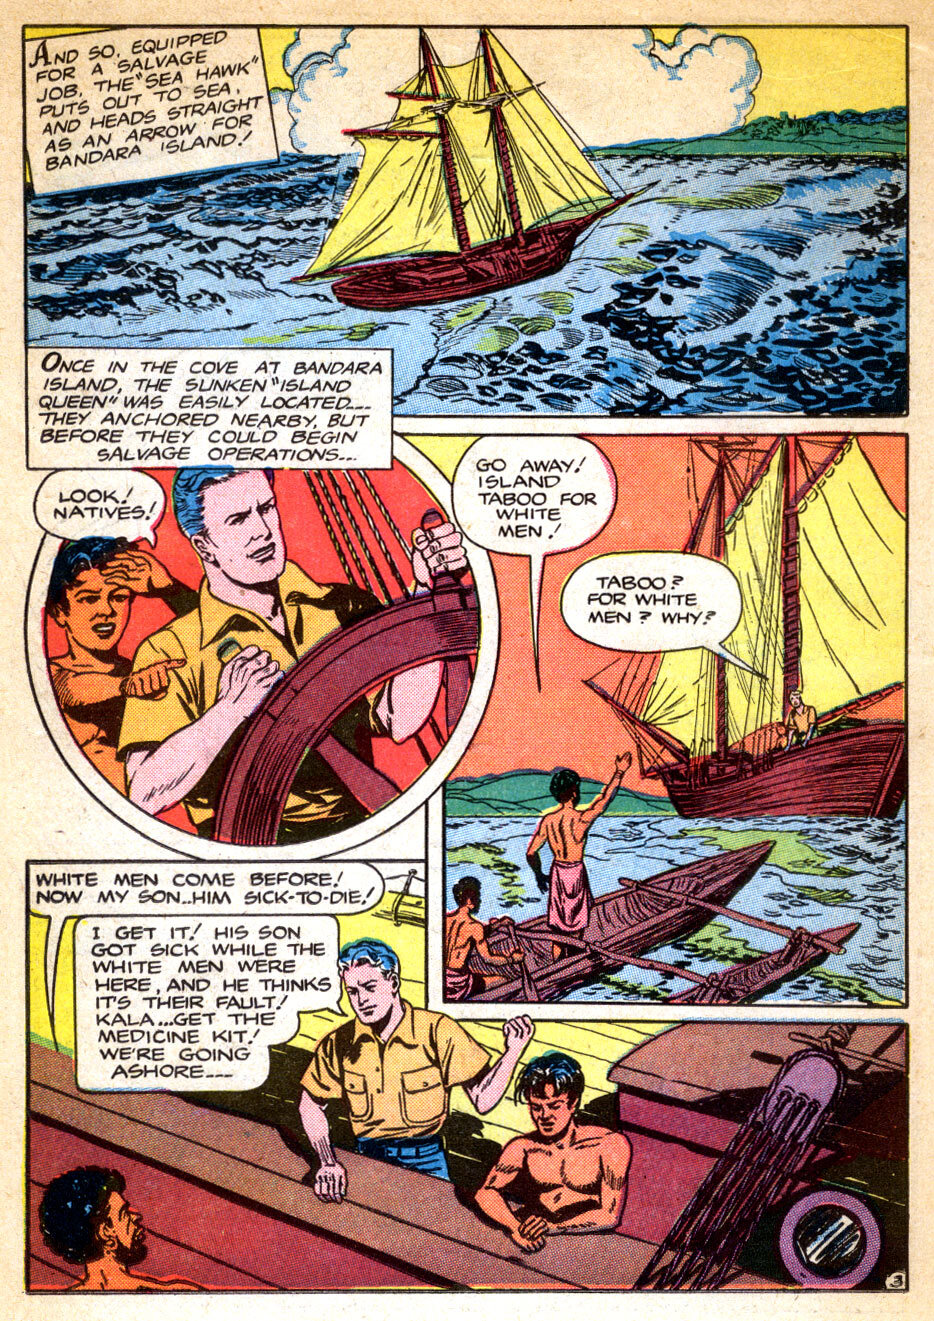 AND SO, EQUIPPED
FOR A SALVAGE
JOB, THE "SEA HAWK"
PUTS OUT TO SEA,
AND HEADS STRAIGHT
AS AN ARROW FOR
BANDARA ISLAND!
ONCE IN THE COVE AT BANDARA
ISLAND, THE SUNKEN "ISLAND
QUEEN" WAS EASILY LOCATED---
THEY ANCHORED NEARBY, BUT
BEFORE THEY COULD BEGIN
SALVAGE OPERATIONS---
LOOK!
NATIVES!
GO AWAY!
ISLAND
TABOO FOR
WHITE
MEN!
TABOO?
FOR WHITE
MEN? WHY?
WHITE MEN COME BEFORE!
NOW MY SON..HIM SICK-TO-DIE!
I GET IT! HIS SON
GOT SICK WHILE THE
WHITE MEN WERE
HERE, AND HE THINKS
IT'S THEIR FAULT!
KALA...GET THE
MEDICINE KIT!
WE'RE GOING
ASHORE---
3